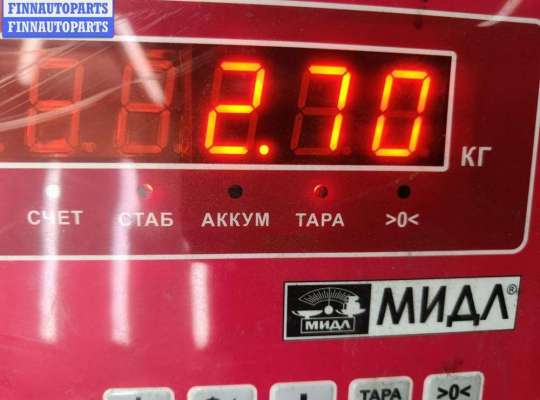 FINNAUTOPARTS
FINNAUTOPARTS
2.70 КГ
СЧЕТ СТАБ АККУМ ТАРА >0<
МИДЛ МИДЛ®
ТАРА >0<